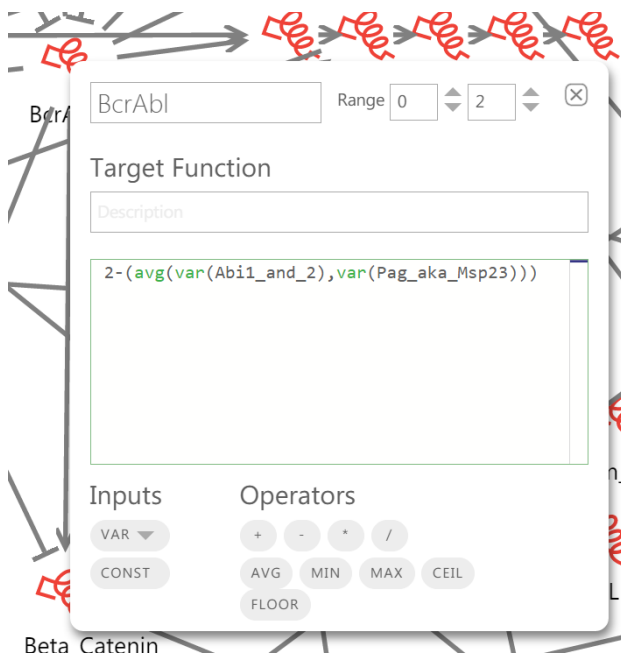 BcrA
BcrAbl
Range 0 2
Target Function
Description
2-(avg(var(Abi1_and_2),var(Pag_aka_Msp23)))
Inputs Operators
VAR + - * /
CONST AVG MIN MAX CEIL
FLOOR
Beta_Catenin